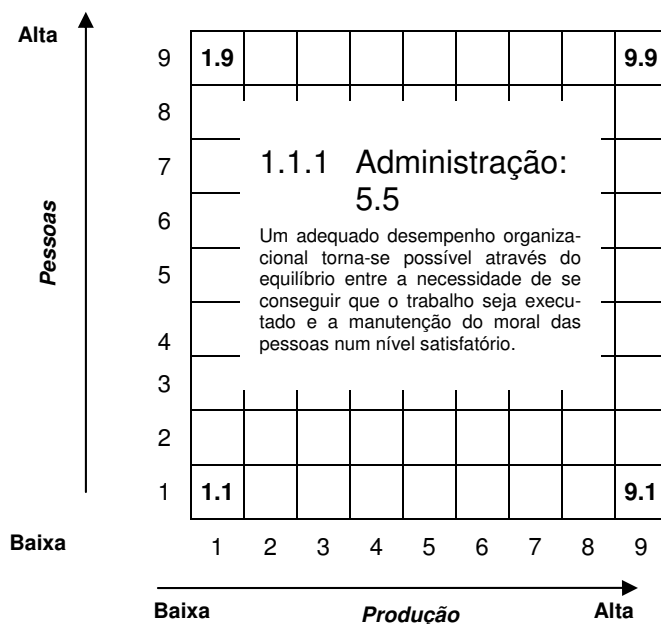 Alta
9 1.9 9.9
8
1.1.1 Administração:
7
5.5
6
Pessoas
Um adequado desempenho organiza-
cional torna-se possível através do
equilíbrio entre a necessidade de se
5
conseguir que o trabalho seja execu-
tado e a manutenção do moral das
4
pessoas num nível satisfatório.
3
2
1 1.1 9.1
Baixa
1 2 3 4 5 6 7 8 9
Baixa Produção Alta